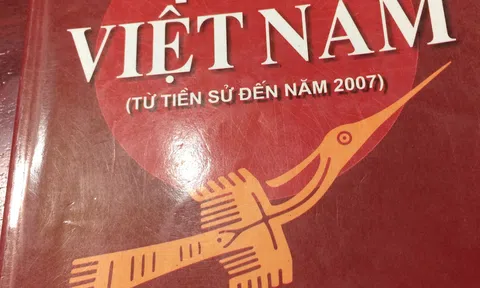 VIỆT NAM
(TỪ TIỀN SỬ ĐẾN NĂM 2007)